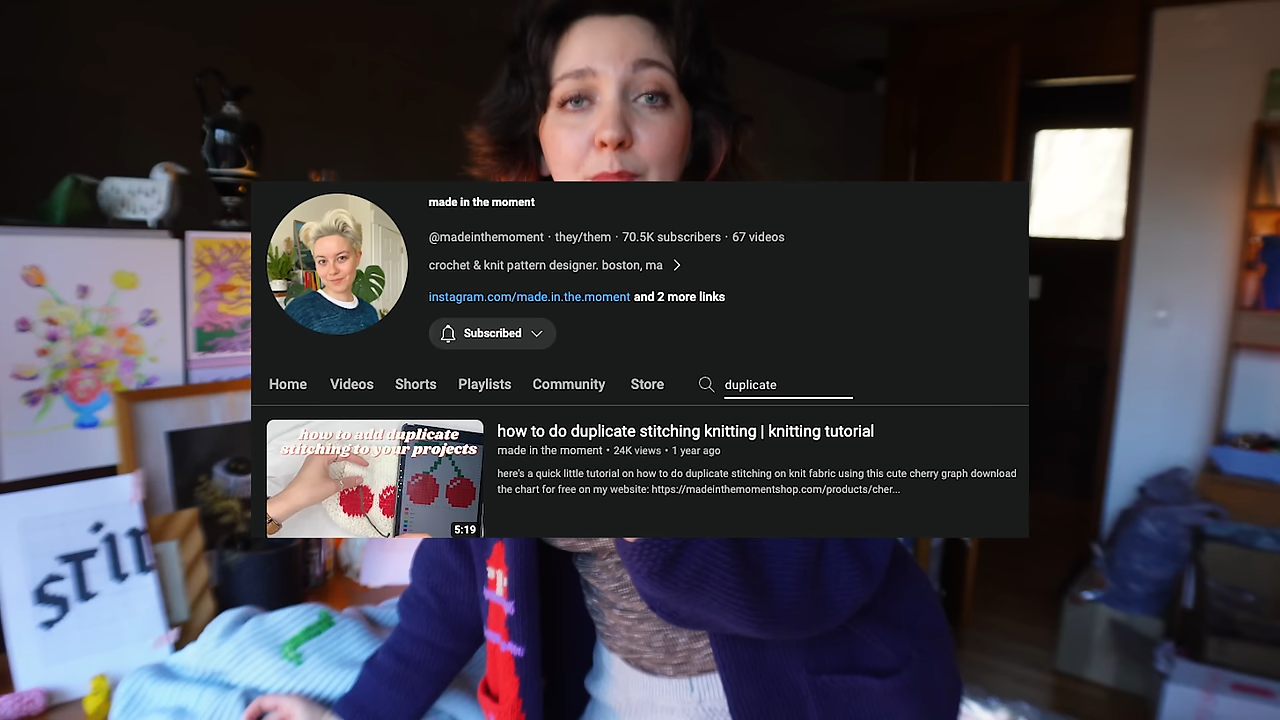 made in the moment
@madeinthemoment · they/them · 70.5K subscribers · 67 videos
crochet & knit pattern designer. boston, ma
instagram.com/made.in.the.moment and 2 more links
Subscribed
Home Videos Shorts Playlists Community Store duplicate
how to add duplicate
stitching to your projects
5:19
how to do duplicate stitching knitting | knitting tutorial
made in the moment • 24K views • 1 year ago
here's a quick little tutorial on how to do duplicate stitching on knit fabric using this cute cherry graph download
the chart for free on my website: https://madeinthemomentshop.com/products/cher...